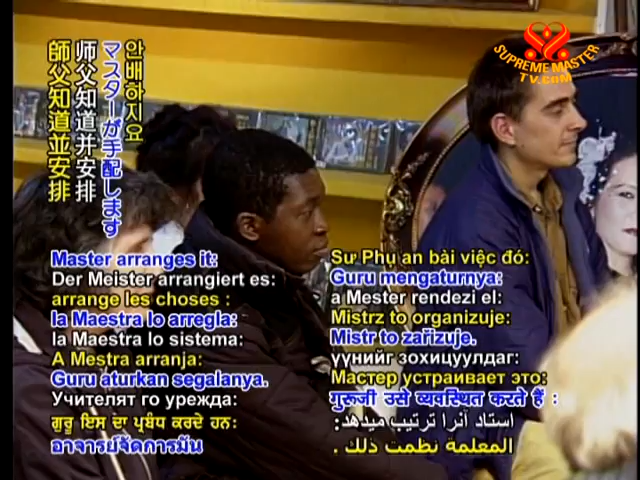 SUPREME MASTER
TV.COM
안배하지요
マスターが手配します
师父知道并安排
師父知道並安排
Master arranges it:
Der Meister arrangiert es:
arrange les choses :
la Maestra lo arregla:
la Maestra lo sistema:
A Mestra arranja:
Guru aturkan segalanya.
Учителят го урежда:
ਗੁਰੂ ਇਸ ਦਾ ਪ੍ਰਬੰਧ ਕਰਦੇ ਹਨ:
อาจารย์จัดการมัน
Sư Phụ an bài việc đó:
Guru mengaturnya:
a Mester rendezi el:
Mistrz to organizuje:
Mistr to zařizuje.
үүнийг зохицуулдаг:
Мастер устраивает это:
गुरूजी उसे व्यवस्थित करते हैं :
استاد آنرا ترتیب میدهد:
المعلمة نظمت ذلك .